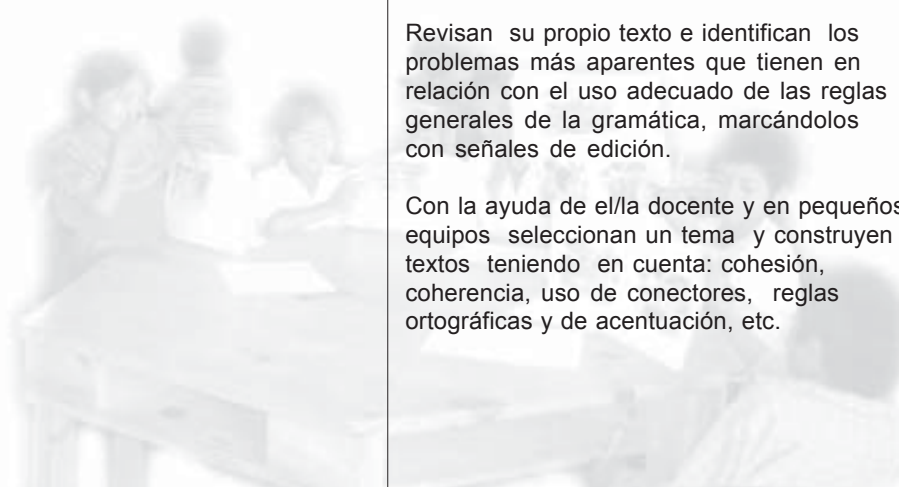 Revisan su propio texto e identifican los
problemas más aparentes que tienen en
relación con el uso adecuado de las reglas
generales de la gramática, marcándolos
con señales de edición.
Con la ayuda de el/la docente y en pequeños
equipos seleccionan un tema y construyen
textos teniendo en cuenta: cohesión,
coherencia, uso de conectores, reglas
ortográficas y de acentuación, etc.